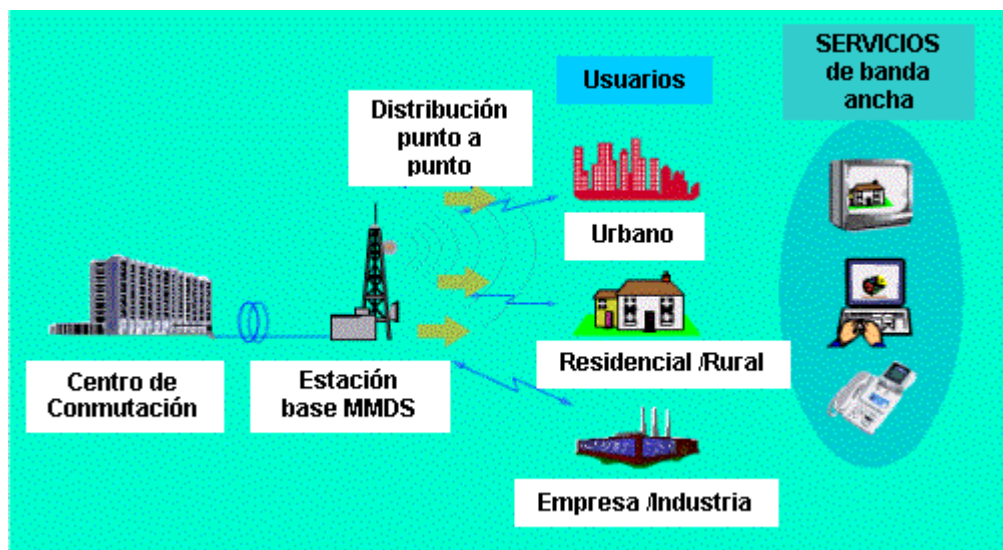 SERVICIOS
de banda
ancha
Usuarios
Distribución
punto a
punto
Urbano
Residencial /Rural
Centro de
Conmutación
Estación
base MMDS
Empresa /Industria